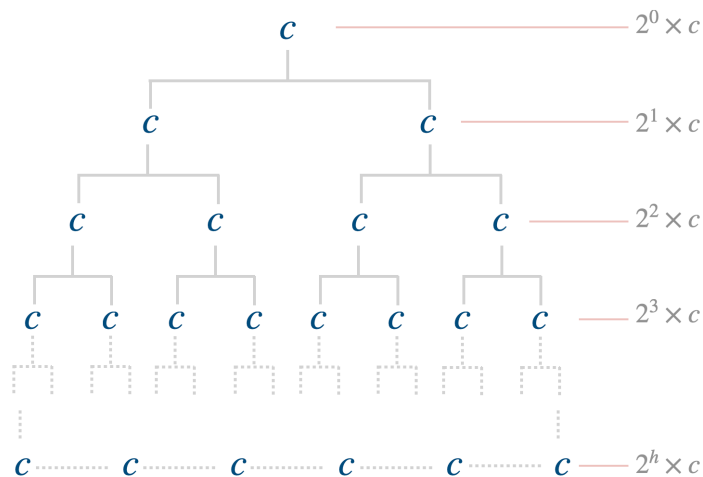 c 2⁰ × c
c c 2¹ × c
c c c c 2² × c
c c c c c c c c 2³ × c
c c c c c c 2ʰ × c